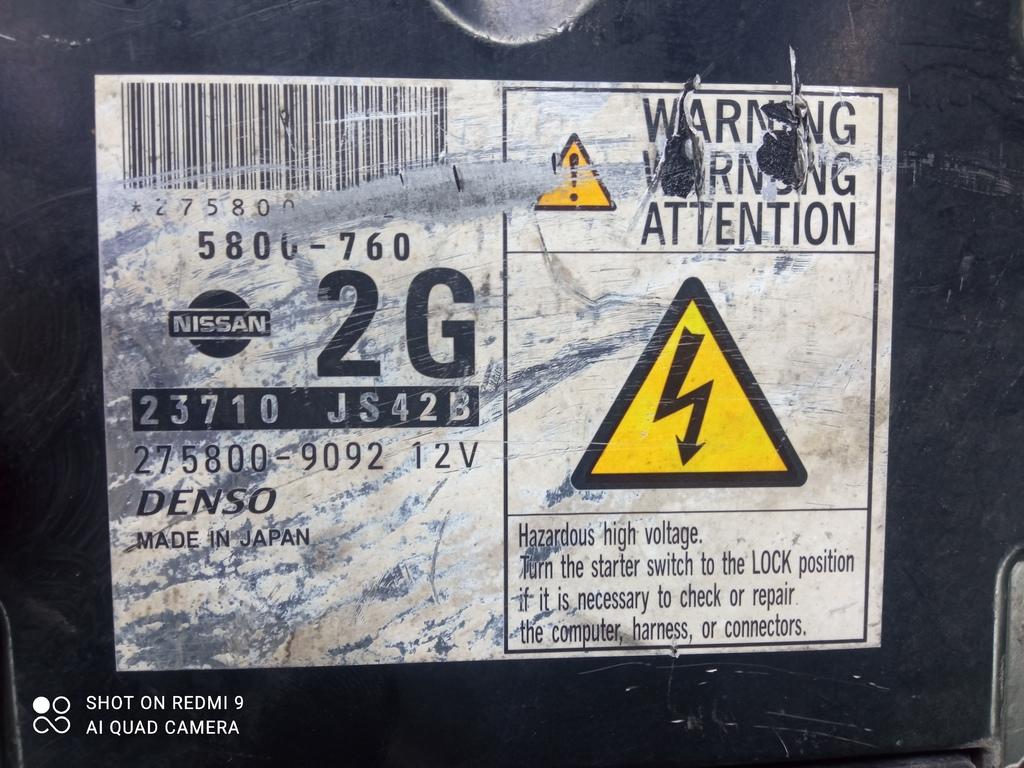 *275800
5800-760
NISSAN
2G
23710 JS42B
275800-9092 12V
DENSO
MADE IN JAPAN
WARNING
WARNUNG
ATTENTION
Hazardous high voltage.
Turn the starter switch to the LOCK position
if it is necessary to check or repair
the computer, harness, or connectors.
SHOT ON REDMI 9
AI QUAD CAMERA